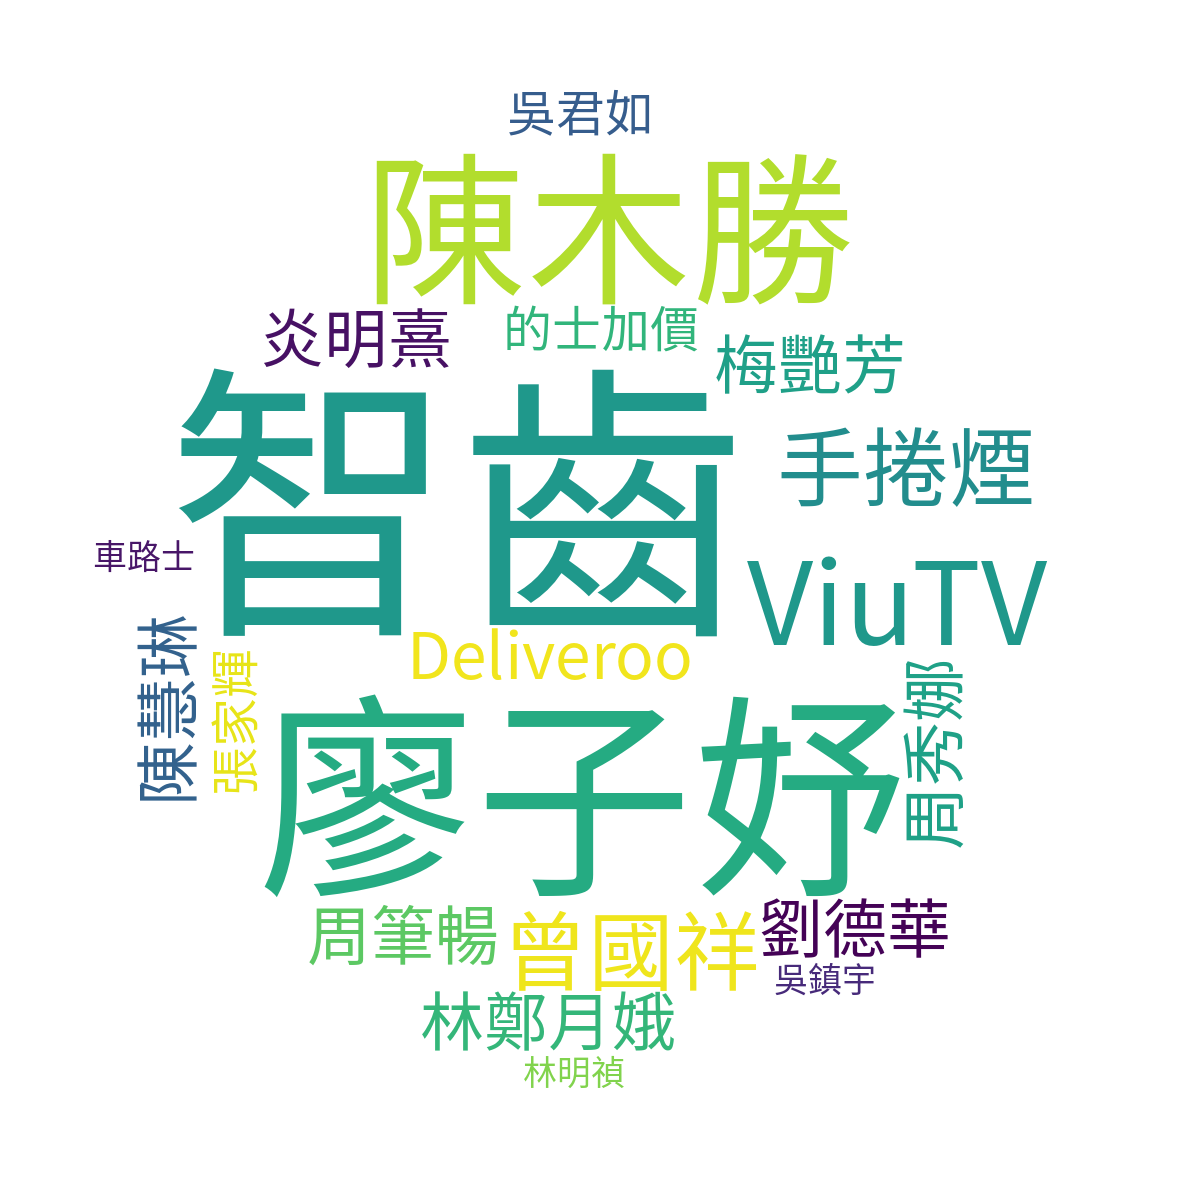 吳君如
陳木勝
炎明熹
的士加價
梅艷芳
智齒
手捲煙
車路士
ViuTV
陳慧琳
張家輝
Deliveroo
周秀娜
廖子妤
周筆暢
曾國祥
劉德華
吳鎮宇
林鄭月娥
林明禎